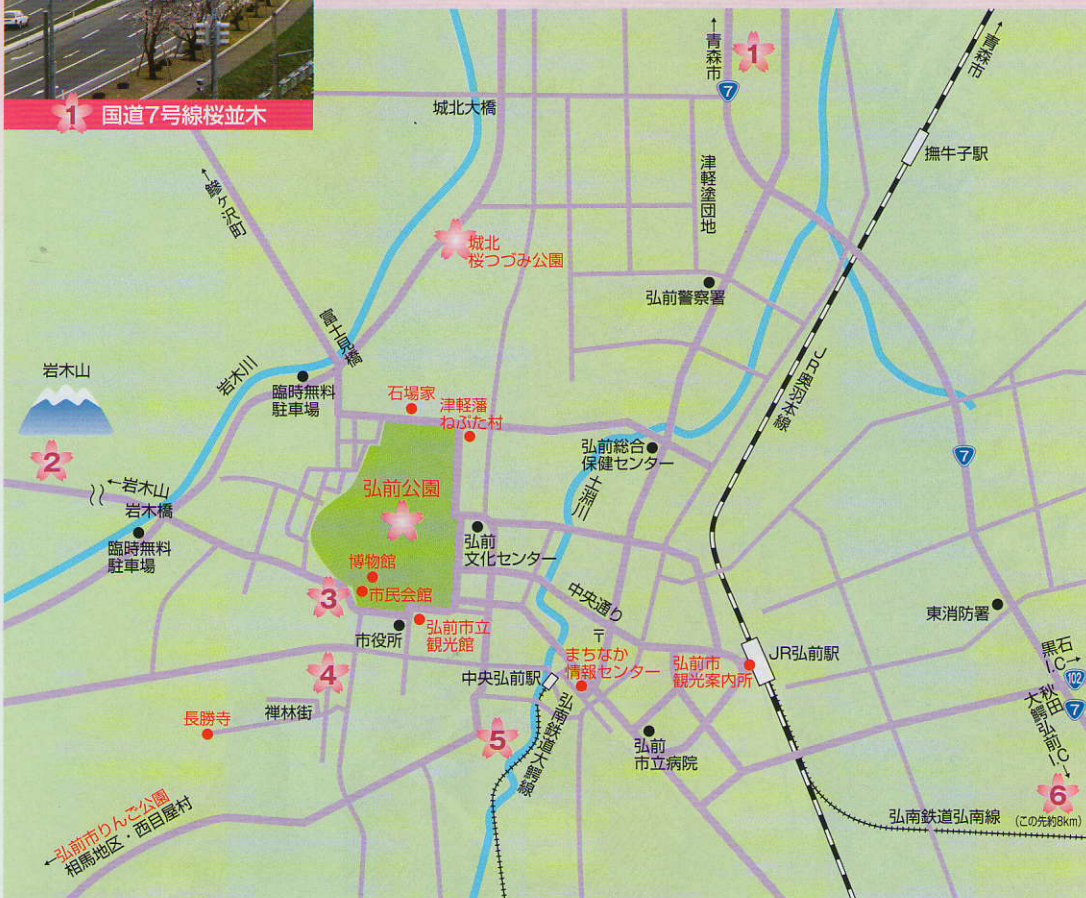 1 国道7号線桜並木
←鰺ヶ沢町
城北大橋
←青森市
1
7
←青森市
撫牛子駅
津軽塗団地
城北
桜つづみ公園
弘前警察署
JR奥羽本線
富士見橋
岩木川
臨時無料
駐車場
岩木山
2
←岩木山
岩木橋
臨時無料
駐車場
石場家
津軽藩
ねぷた村
弘前総合
保健センター
土淵川
7
弘前公園
弘前
文化センター
博物館
市民会館
3
市役所
弘前市立
観光館
中央通り
〒
まちなか
情報センター
弘前市
観光案内所
JR弘前駅
東消防署
黒石I.C→
102
秋田
7
大鰐弘前I.C→
6
(この先約8km)
4
禅林街
長勝寺
中央弘前駅
弘南鉄道大鰐線
5
弘前
市立病院
弘南鉄道弘南線
←弘前市りんご公園
相馬地区・西目屋村